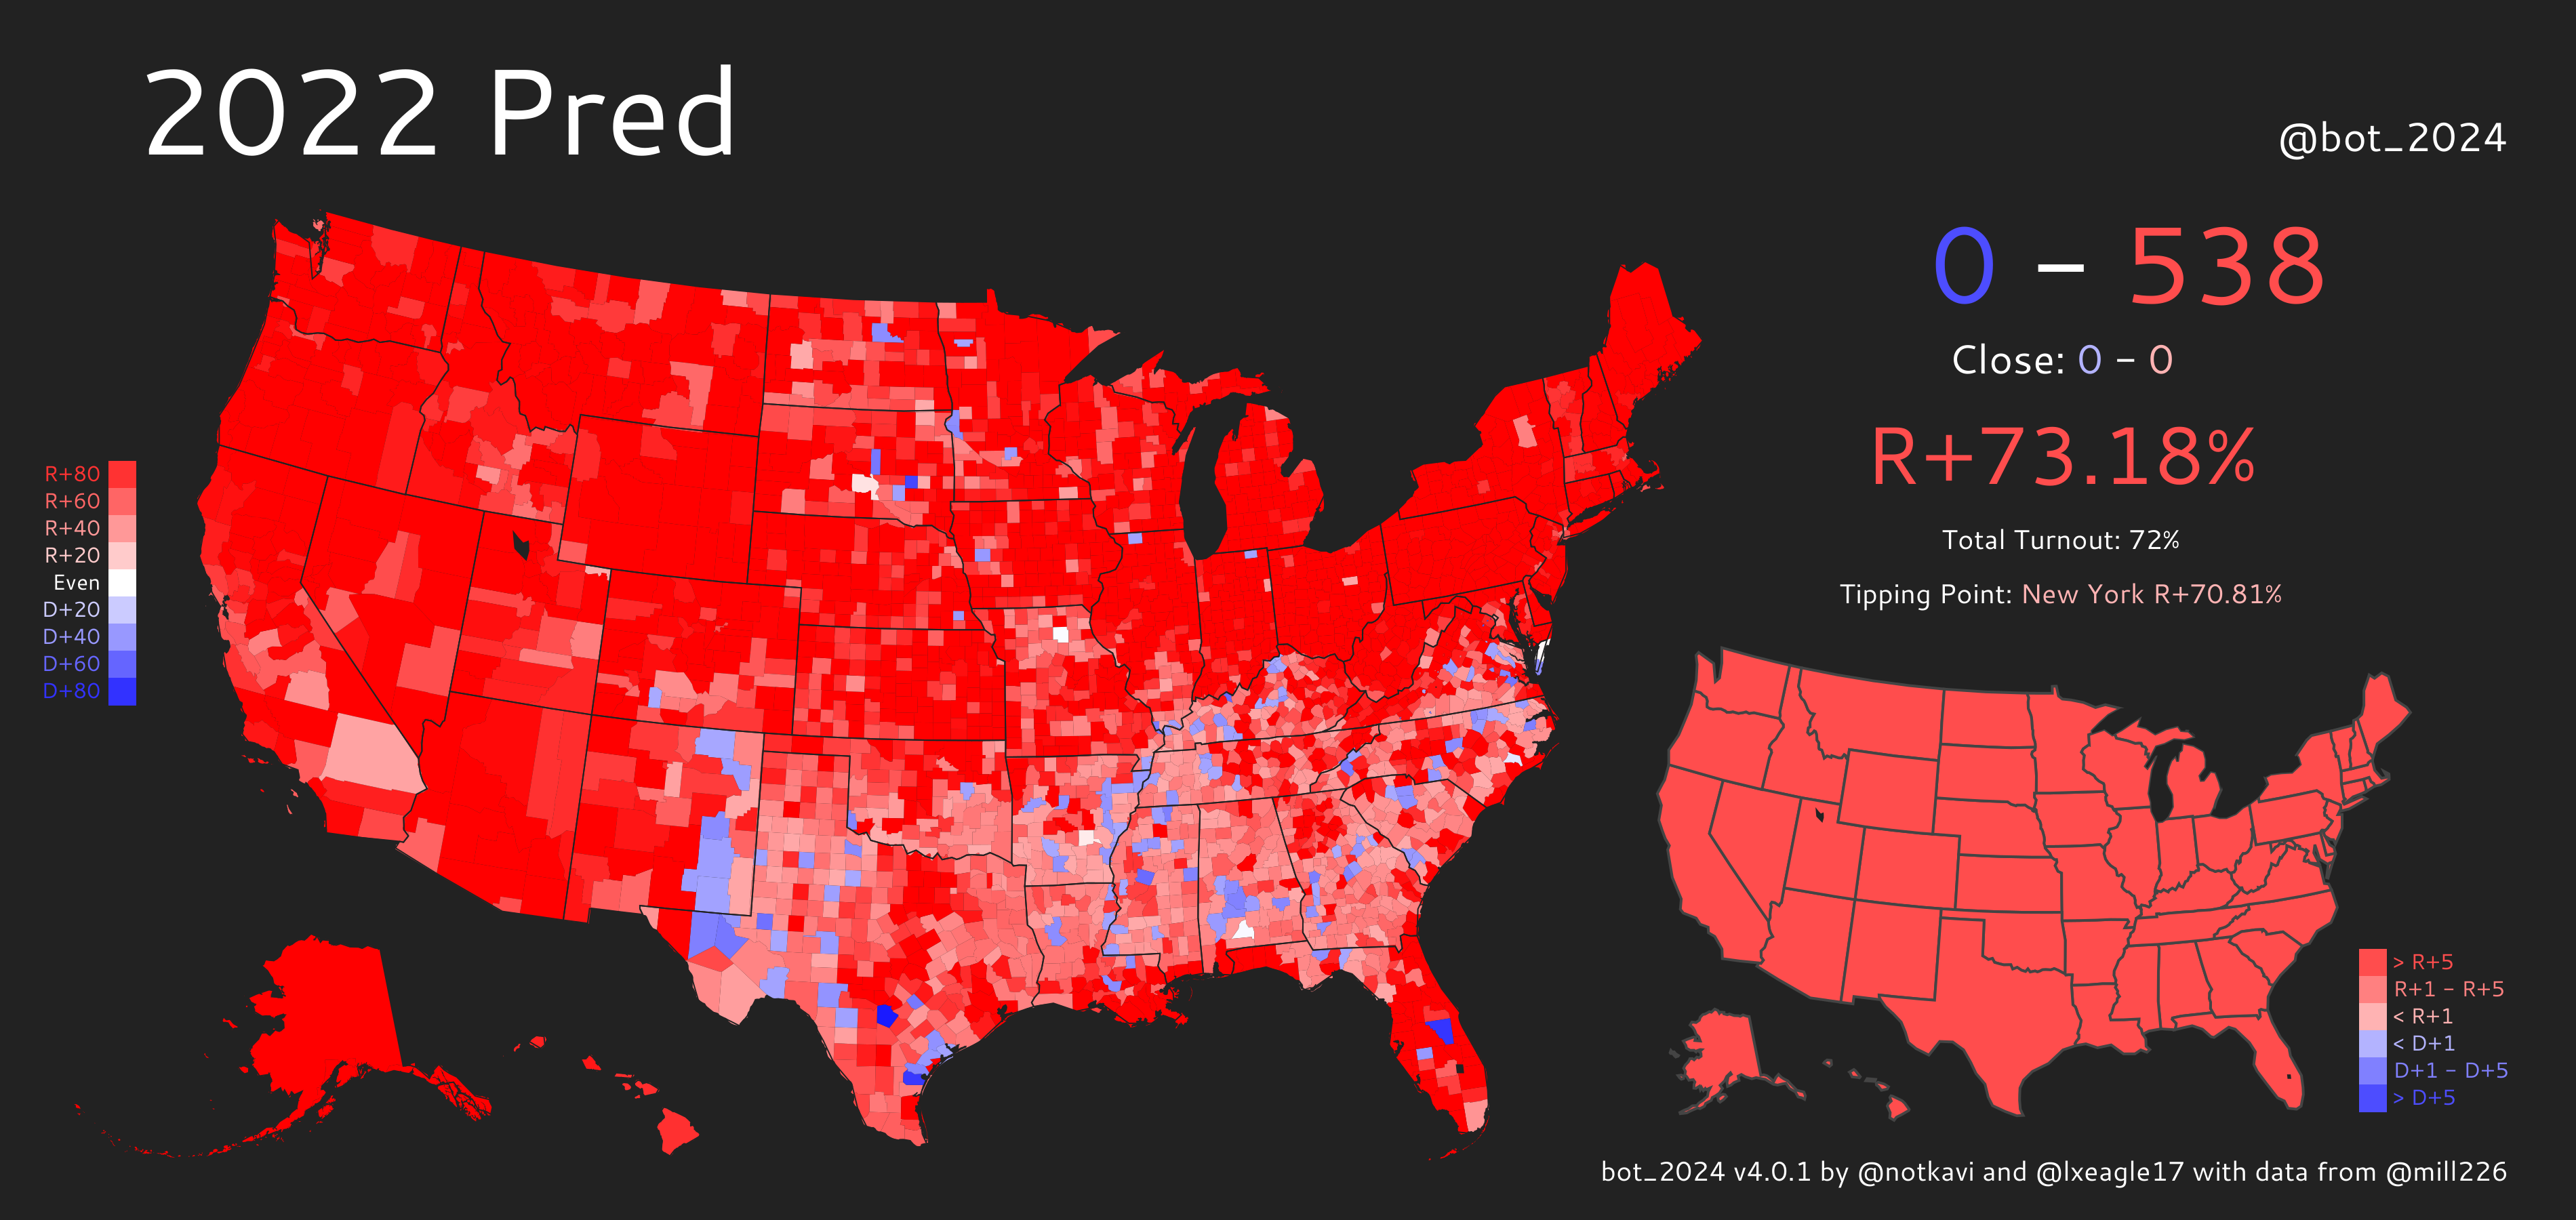 2022 Pred
@bot_2024
0 – 538
Close: 0 – 0
R+73.18%
Total Turnout: 72%
Tipping Point: New York R+70.81%
R+80
R+60
R+40
R+20
Even
D+20
D+40
D+60
D+80
> R+5
R+1 – R+5
< R+1
< D+1
D+1 – D+5
> D+5
bot_2024 v4.0.1 by @notkavi and @lxeagle17 with data from @mill226